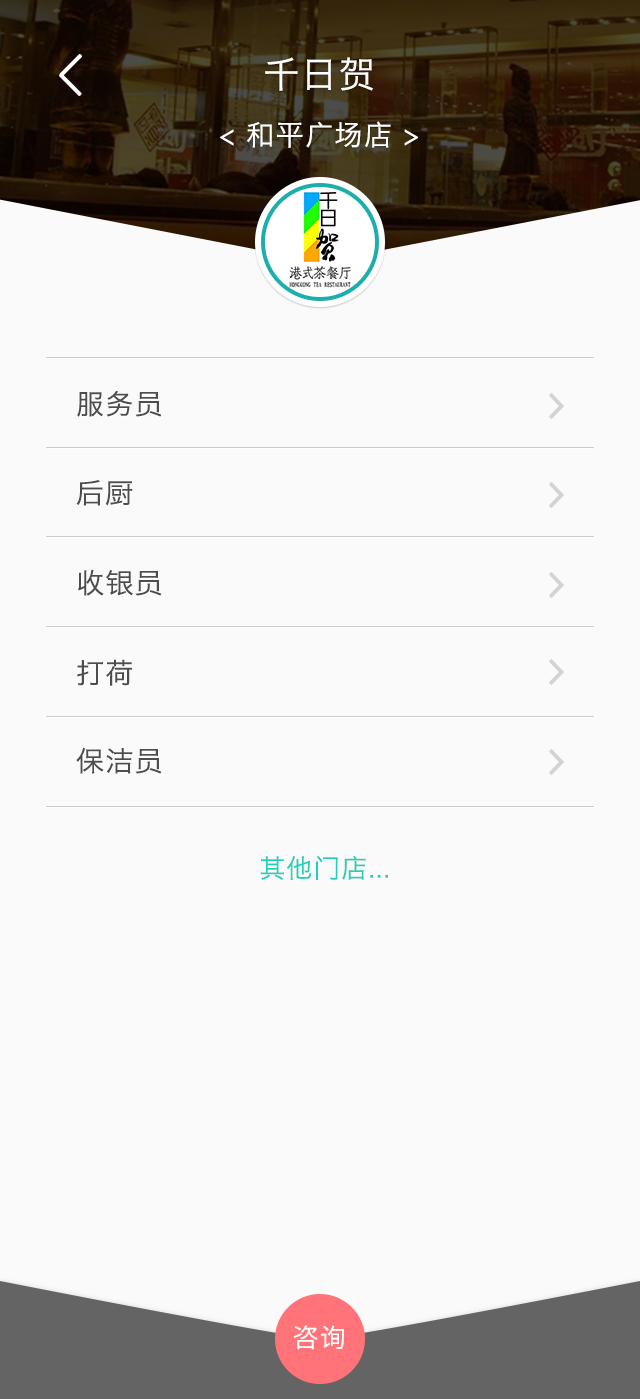 千日贺
< 和平广场店 >
千日贺
港式茶餐厅
HONGKONG TEA RESTAURANT
服务员
后厨
收银员
打荷
保洁员
其他门店...
咨询